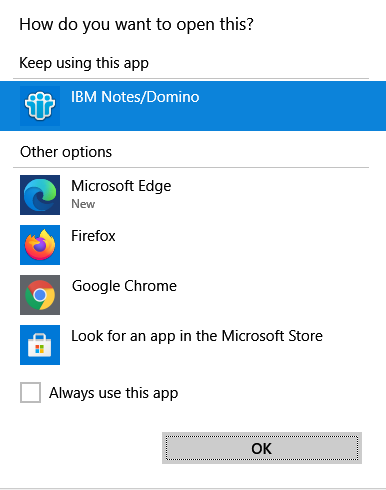 How do you want to open this?
Keep using this app
IBM Notes/Domino
Other options
Microsoft Edge
New
Firefox
Google Chrome
Look for an app in the Microsoft Store
Always use this app
OK